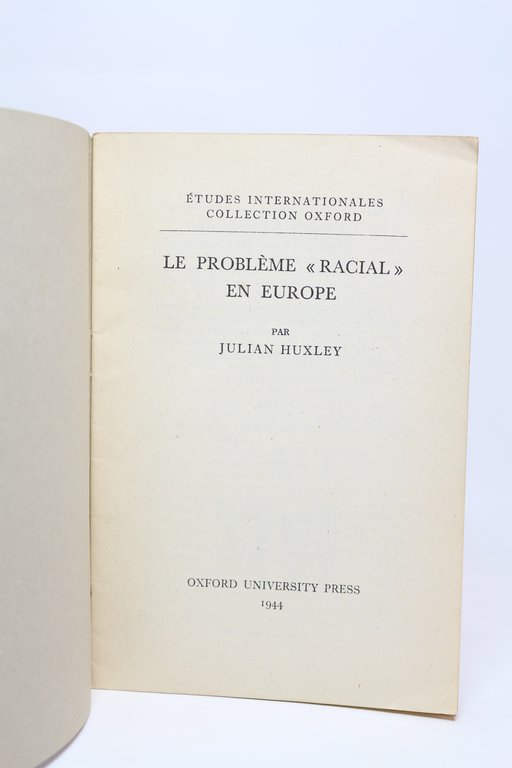 ÉTUDES INTERNATIONALES
COLLECTION OXFORD
LE PROBLÈME « RACIAL »
EN EUROPE
PAR
JULIAN HUXLEY
OXFORD UNIVERSITY PRESS
1944